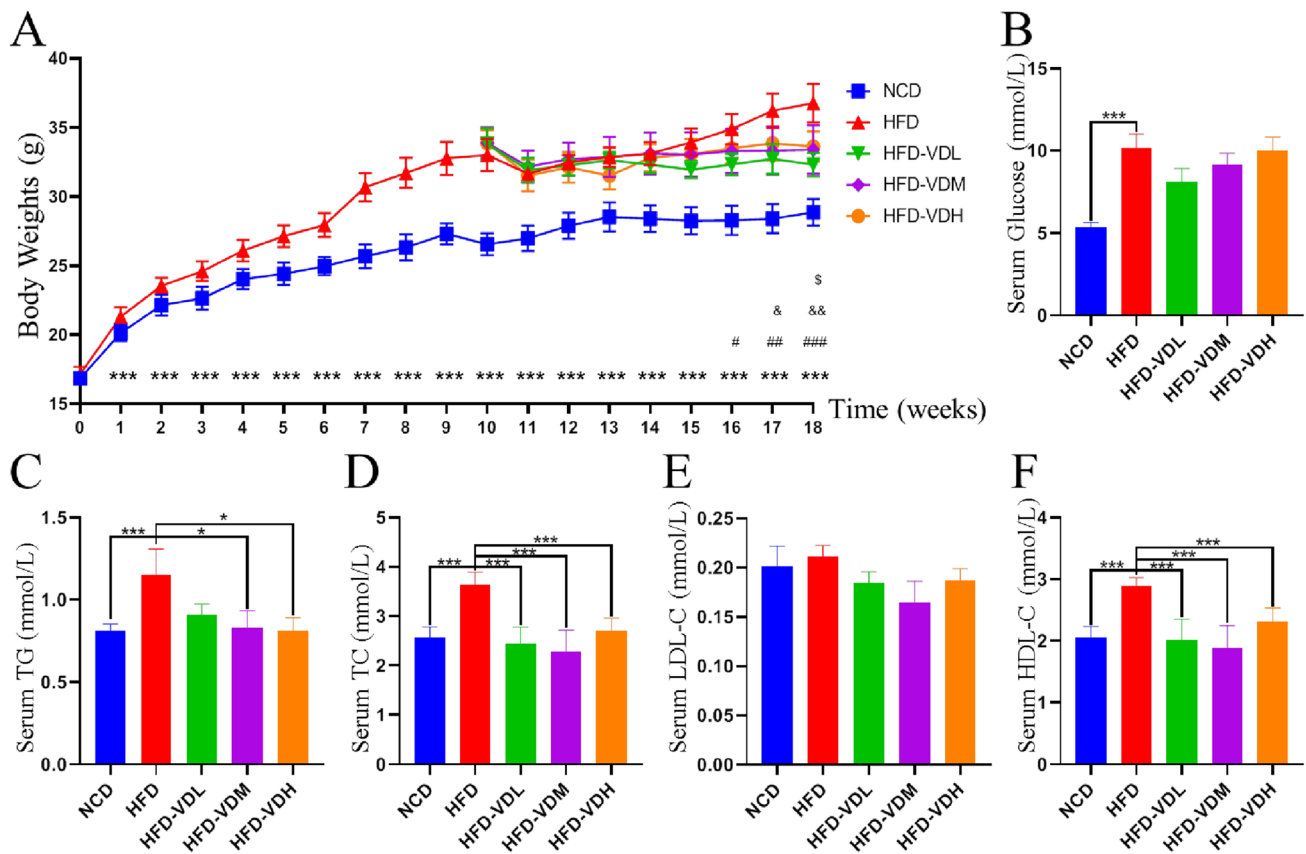 A
Body Weights (g)
40
35
30
25
20
15
NCD
HFD
HFD-VDL
HFD-VDM
HFD-VDH
$
& &&
# ## ###
*** *** *** *** *** *** *** *** *** *** *** *** *** *** *** *** *** ***
0 1 2 3 4 5 6 7 8 9 10 11 12 13 14 15 16 17 18
Time (weeks)
B
Serum Glucose (mmol/L)
15
10
5
0
***
NCD HFD HFD-VDL HFD-VDM HFD-VDH
C
Serum TG (mmol/L)
1.5
1.0
0.5
0.0
*
*** *
NCD HFD HFD-VDL HFD-VDM HFD-VDH
D
Serum TC (mmol/L)
5
4
3
2
1
0
***
***
*** ***
NCD HFD HFD-VDL HFD-VDM HFD-VDH
E
Serum LDL-C (mmol/L)
0.25
0.20
0.15
0.10
0.05
0.00
NCD HFD HFD-VDL HFD-VDM HFD-VDH
F
Serum HDL-C (mmol/L)
4
3
2
1
0
***
***
*** ***
NCD HFD HFD-VDL HFD-VDM HFD-VDH